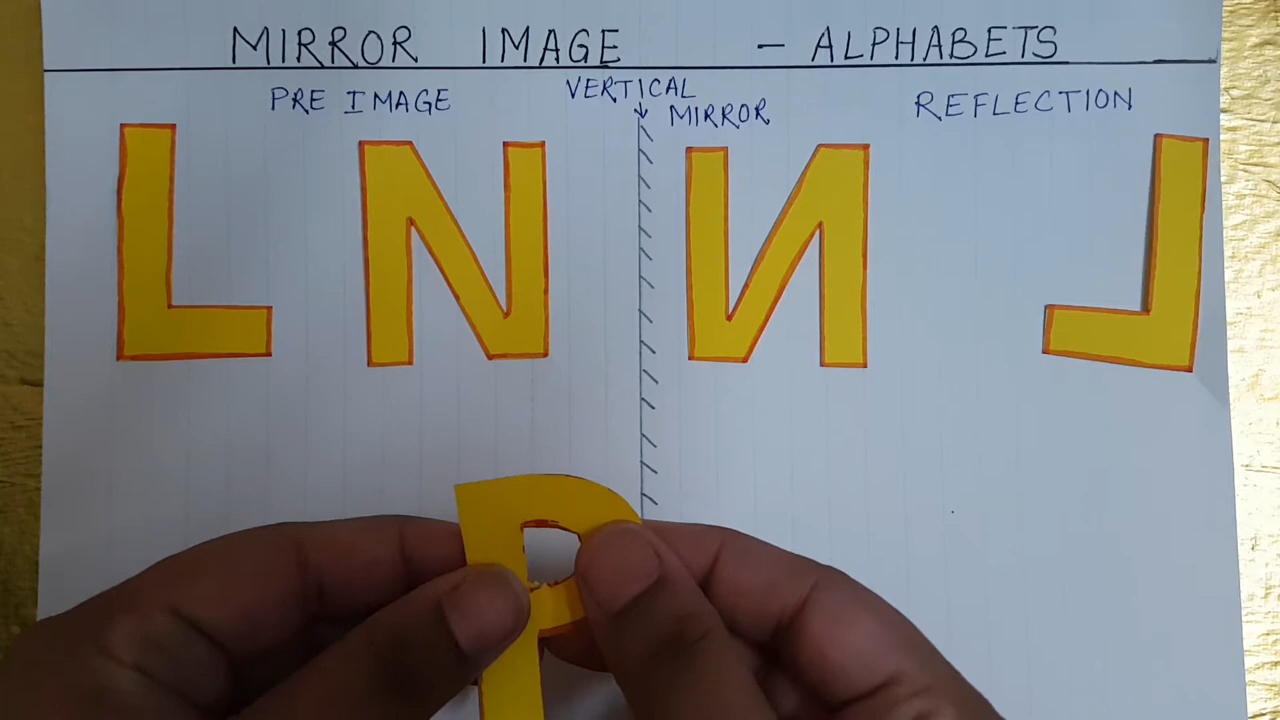 MIRROR IMAGE - ALPHABETS
PRE IMAGE
VERTICAL
MIRROR
REFLECTION
L N И ⅃
P